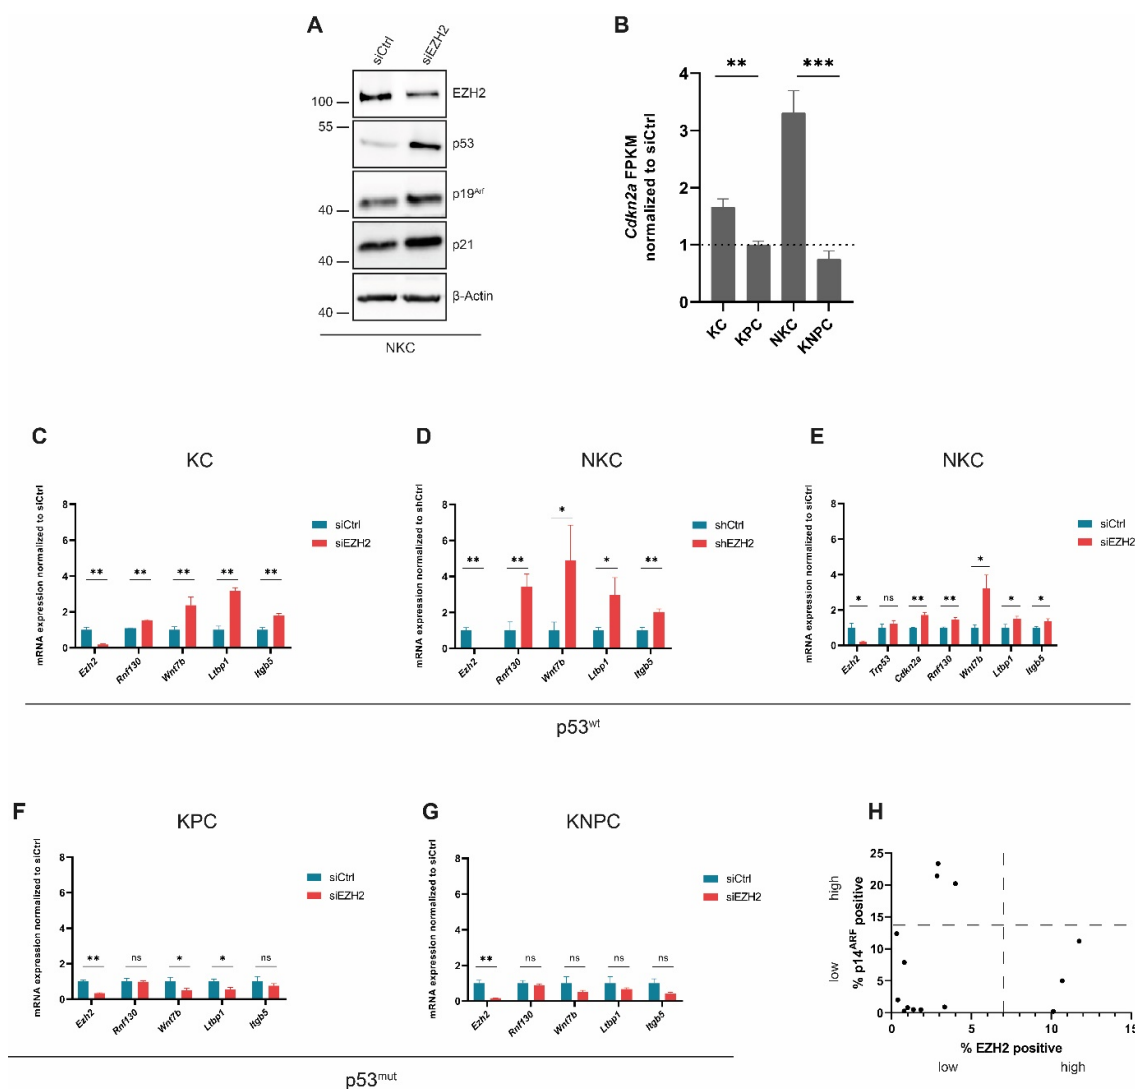 A
siCtrl
siEZH2
EZH2
100
55
p53
p19Arf
40
p21
40
β-Actin
40
NKC
B
** ***
Cdkn2a FPKM
normalized to siCtrl
4
3
2
1
0
KC KPC NKC KNPC
C
KC
mRNA expression normalized to siCtrl
8
6
4
2
0
siCtrl
siEZH2
** ** ** ** **
Ezh2 Rnf130 Wnt7b Ltbp1 Itgb5
D
NKC
mRNA expression normalized to shCtrl
8
6
4
2
0
shCtrl
shEZH2
** ** * * **
Ezh2 Rnf130 Wnt7b Ltbp1 Itgb5
E
NKC
mRNA expression normalized to siCtrl
8
6
4
2
0
siCtrl
siEZH2
* ns ** ** * * *
Ezh2 Trp53 Cdkn2a Rnf130 Wnt7b Ltbp1 Itgb5
p53wt
F
KPC
mRNA expression normalized to siCtrl
8
6
4
2
0
siCtrl
siEZH2
** ns * * ns
Ezh2 Rnf130 Wnt7b Ltbp1 Itgb5
G
KNPC
mRNA expression normalized to siCtrl
8
6
4
2
0
siCtrl
siEZH2
** ns ns ns ns
Ezh2 Rnf130 Wnt7b Ltbp1 Itgb5
p53mut
H
low high
% p14ARF positive
25
20
15
10
5
0
0 5 10 15
% EZH2 positive
low high